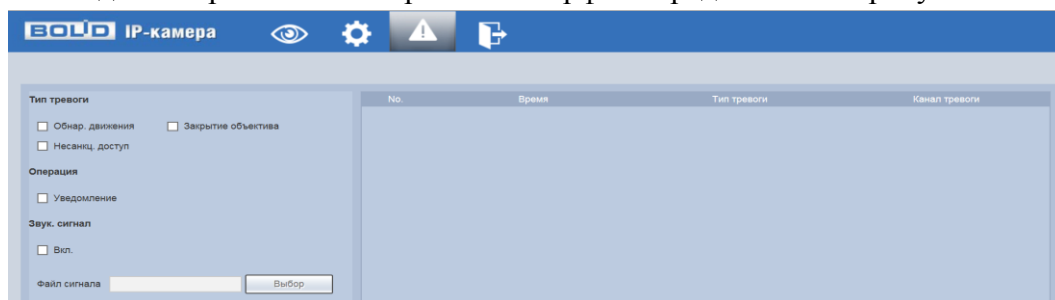 BOLID IP-камера
Тип тревоги
Обнар. движения Закрытие объектива
Несанкц. доступ
Операция
Уведомление
Звук. сигнал
Вкл.
Файл сигнала Выбор
No. Время Тип тревоги Канал тревоги